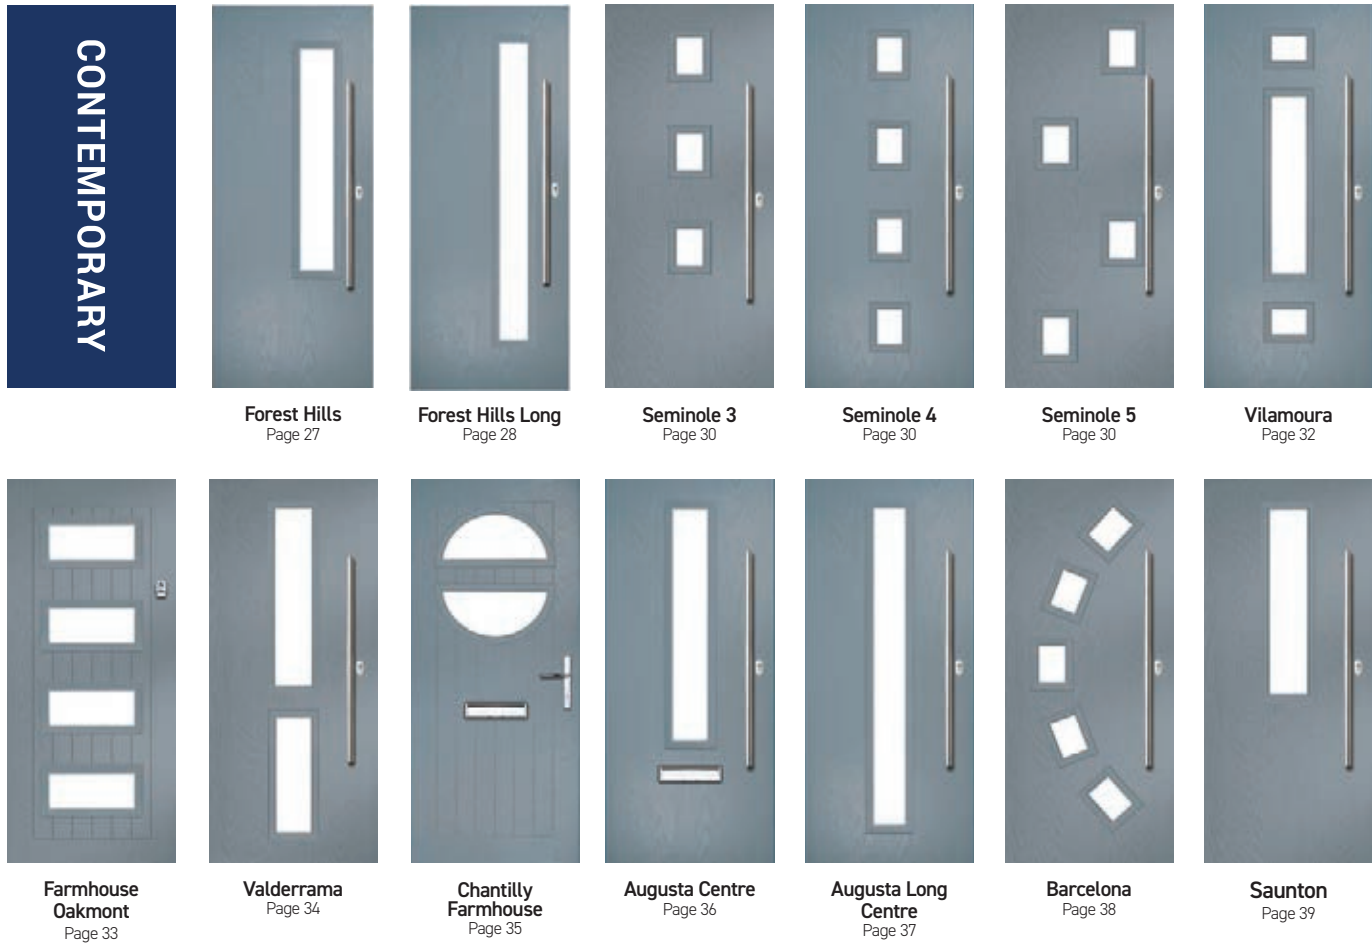 CONTEMPORARY
Forest Hills
Page 27
Forest Hills Long
Page 28
Seminole 3
Page 30
Seminole 4
Page 30
Seminole 5
Page 30
Vilamoura
Page 32
Farmhouse
Oakmont
Page 33
Valderrama
Page 34
Chantilly
Farmhouse
Page 35
Augusta Centre
Page 36
Augusta Long
Centre
Page 37
Barcelona
Page 38
Saunton
Page 39